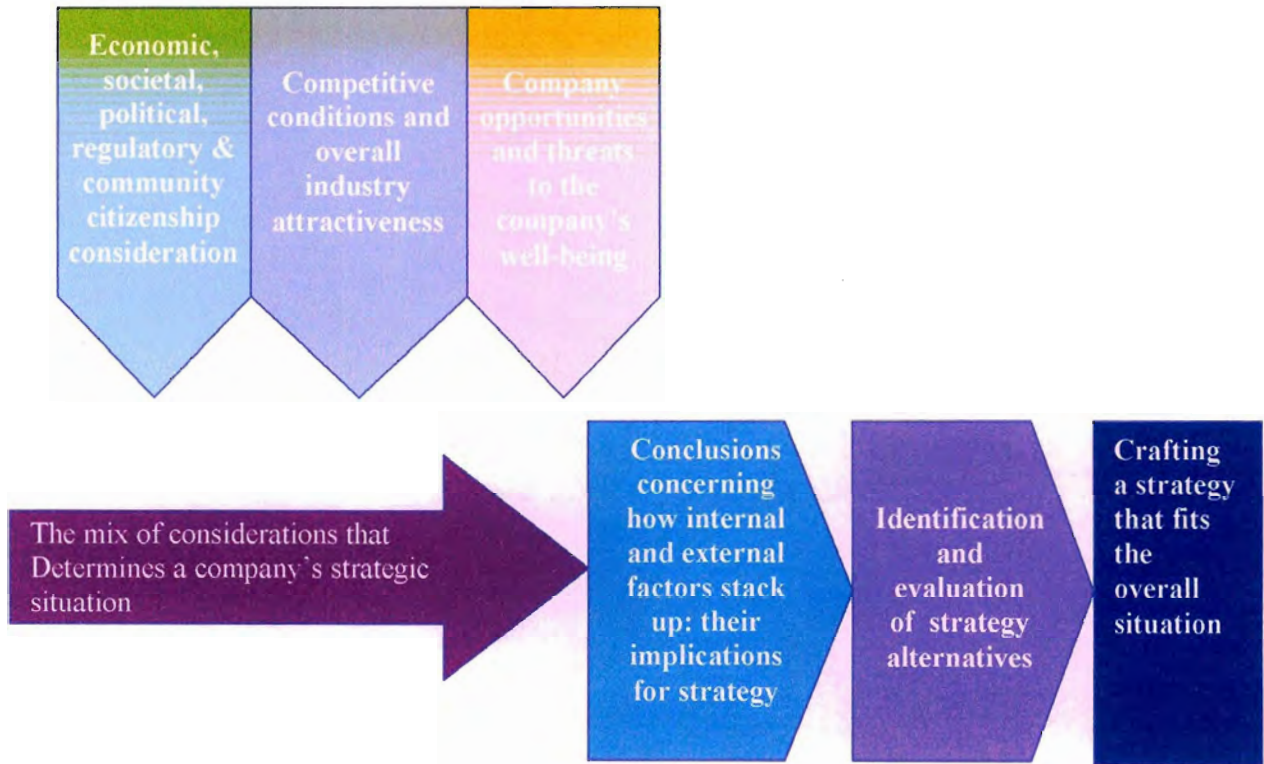 Economic,
societal,
political,
regulatory &
community
citizenship
consideration
Competitive
conditions and
overall
industry
attractiveness
Company
opportunities
and threats
to the
company's
well-being
The mix of considerations that
Determines a company's strategic
situation
Conclusions
concerning
how internal
and external
factors stack
up: their
implications
for strategy
Identification
and
evaluation
of strategy
alternatives
Crafting
a strategy
that fits
the
overall
situation